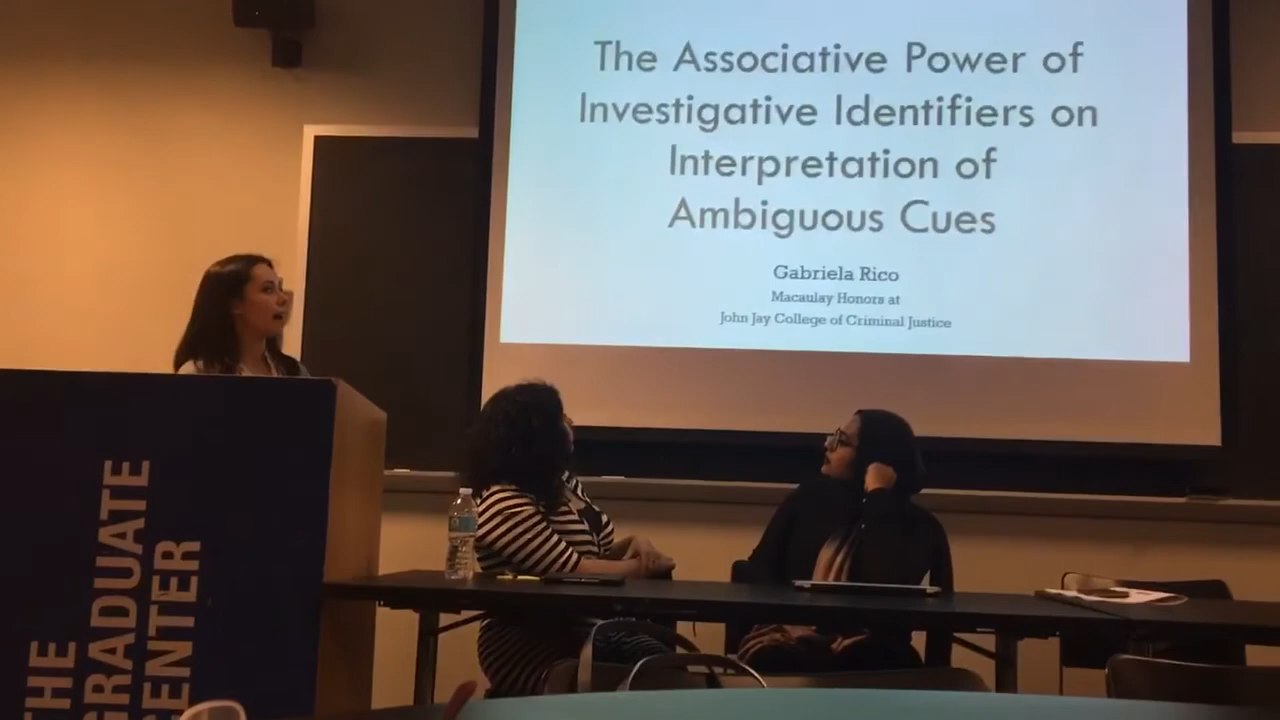 The Associative Power of
Investigative Identifiers on
Interpretation of
Ambiguous Cues
Gabriela Rico
Macaulay Honors at
John Jay College of Criminal Justice
THE
GRADUATE
CENTER